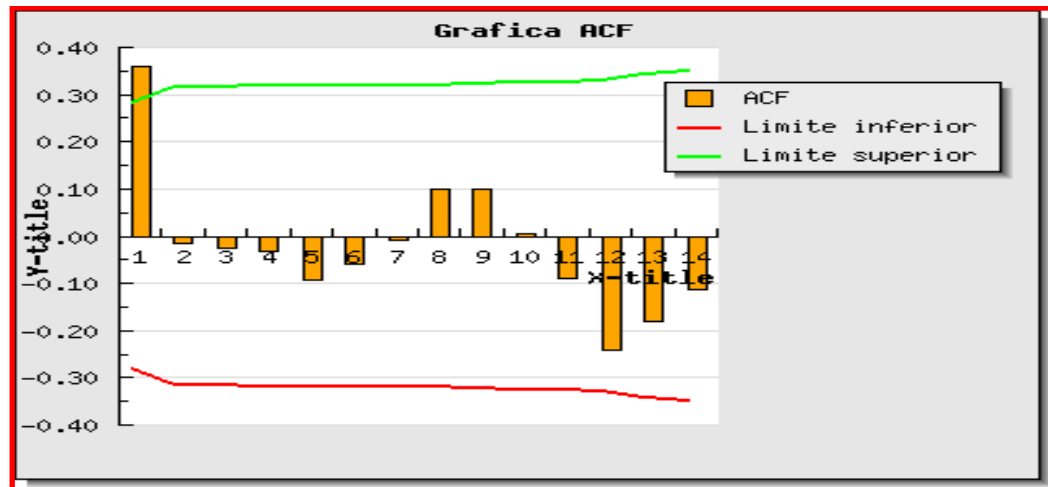 Grafica ACF
0.40
0.30
0.20
0.10
0.00
-0.10
-0.20
-0.30
-0.40
Y-title
1 2 3 4 5 6 7 8 9 10 11 12 13 14
X-title
ACF
Limite inferior
Limite superior